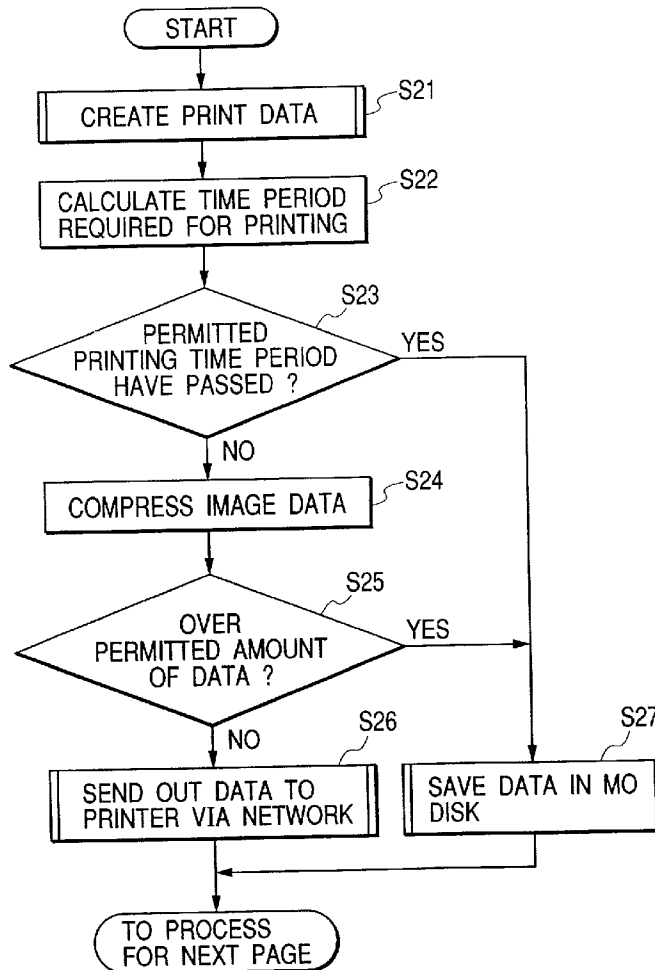 START
CREATE PRINT DATA
S21
CALCULATE TIME PERIOD
REQUIRED FOR PRINTING
S22
S23
PERMITTED
PRINTING TIME PERIOD
HAVE PASSED ?
YES
NO
COMPRESS IMAGE DATA
S24
S25
OVER
PERMITTED AMOUNT
OF DATA ?
YES
NO
S26
SEND OUT DATA TO
PRINTER VIA NETWORK
S27
SAVE DATA IN MO
DISK
TO PROCESS
FOR NEXT PAGE